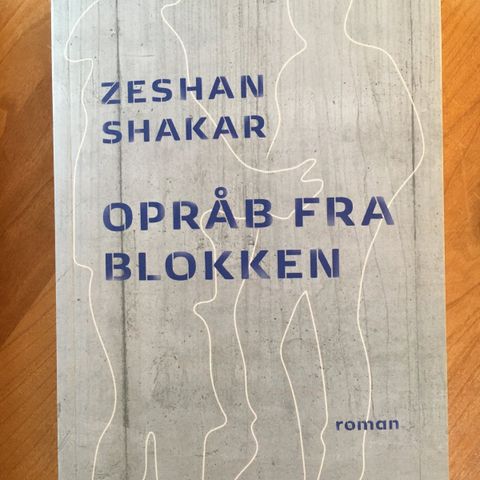 ZESHAN
SHAKAR
OPRÅB FRA
BLOKKEN
roman